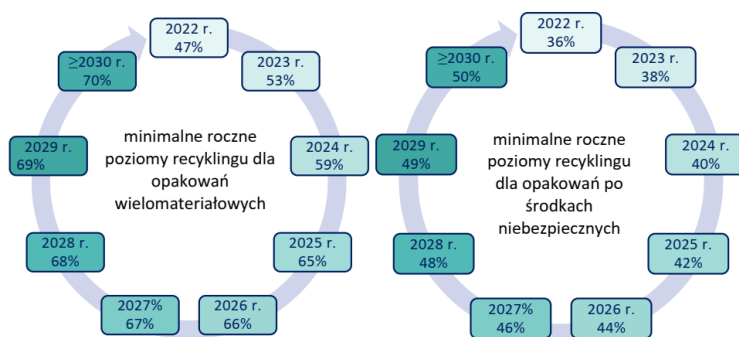 2022 r.
47%
2023 r.
53%
2024 r.
59%
2025 r.
65%
2026 r.
66%
2027%
67%
2028 r.
68%
2029 r.
69%
≥2030 r.
70%
minimalne roczne
poziomy recyklingu dla
opakowań
wielomateriałowych
2022 r.
36%
2023 r.
38%
2024 r.
40%
2025 r.
42%
2026 r.
44%
2027%
46%
2028 r.
48%
2029 r.
49%
≥2030 r.
50%
minimalne roczne
poziomy recyklingu
dla opakowań po
środkach
niebezpiecznych